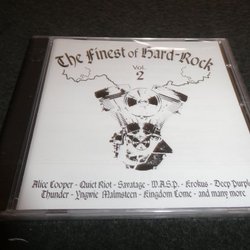 The Finest of Hard-Rock
Vol.
2
Alice Cooper - Quiet Riot - Savatage - W.A.S.P. - Krokus - Deep Purple
Thunder - Yngwie Malmsteen - Kingdom Come - and many more